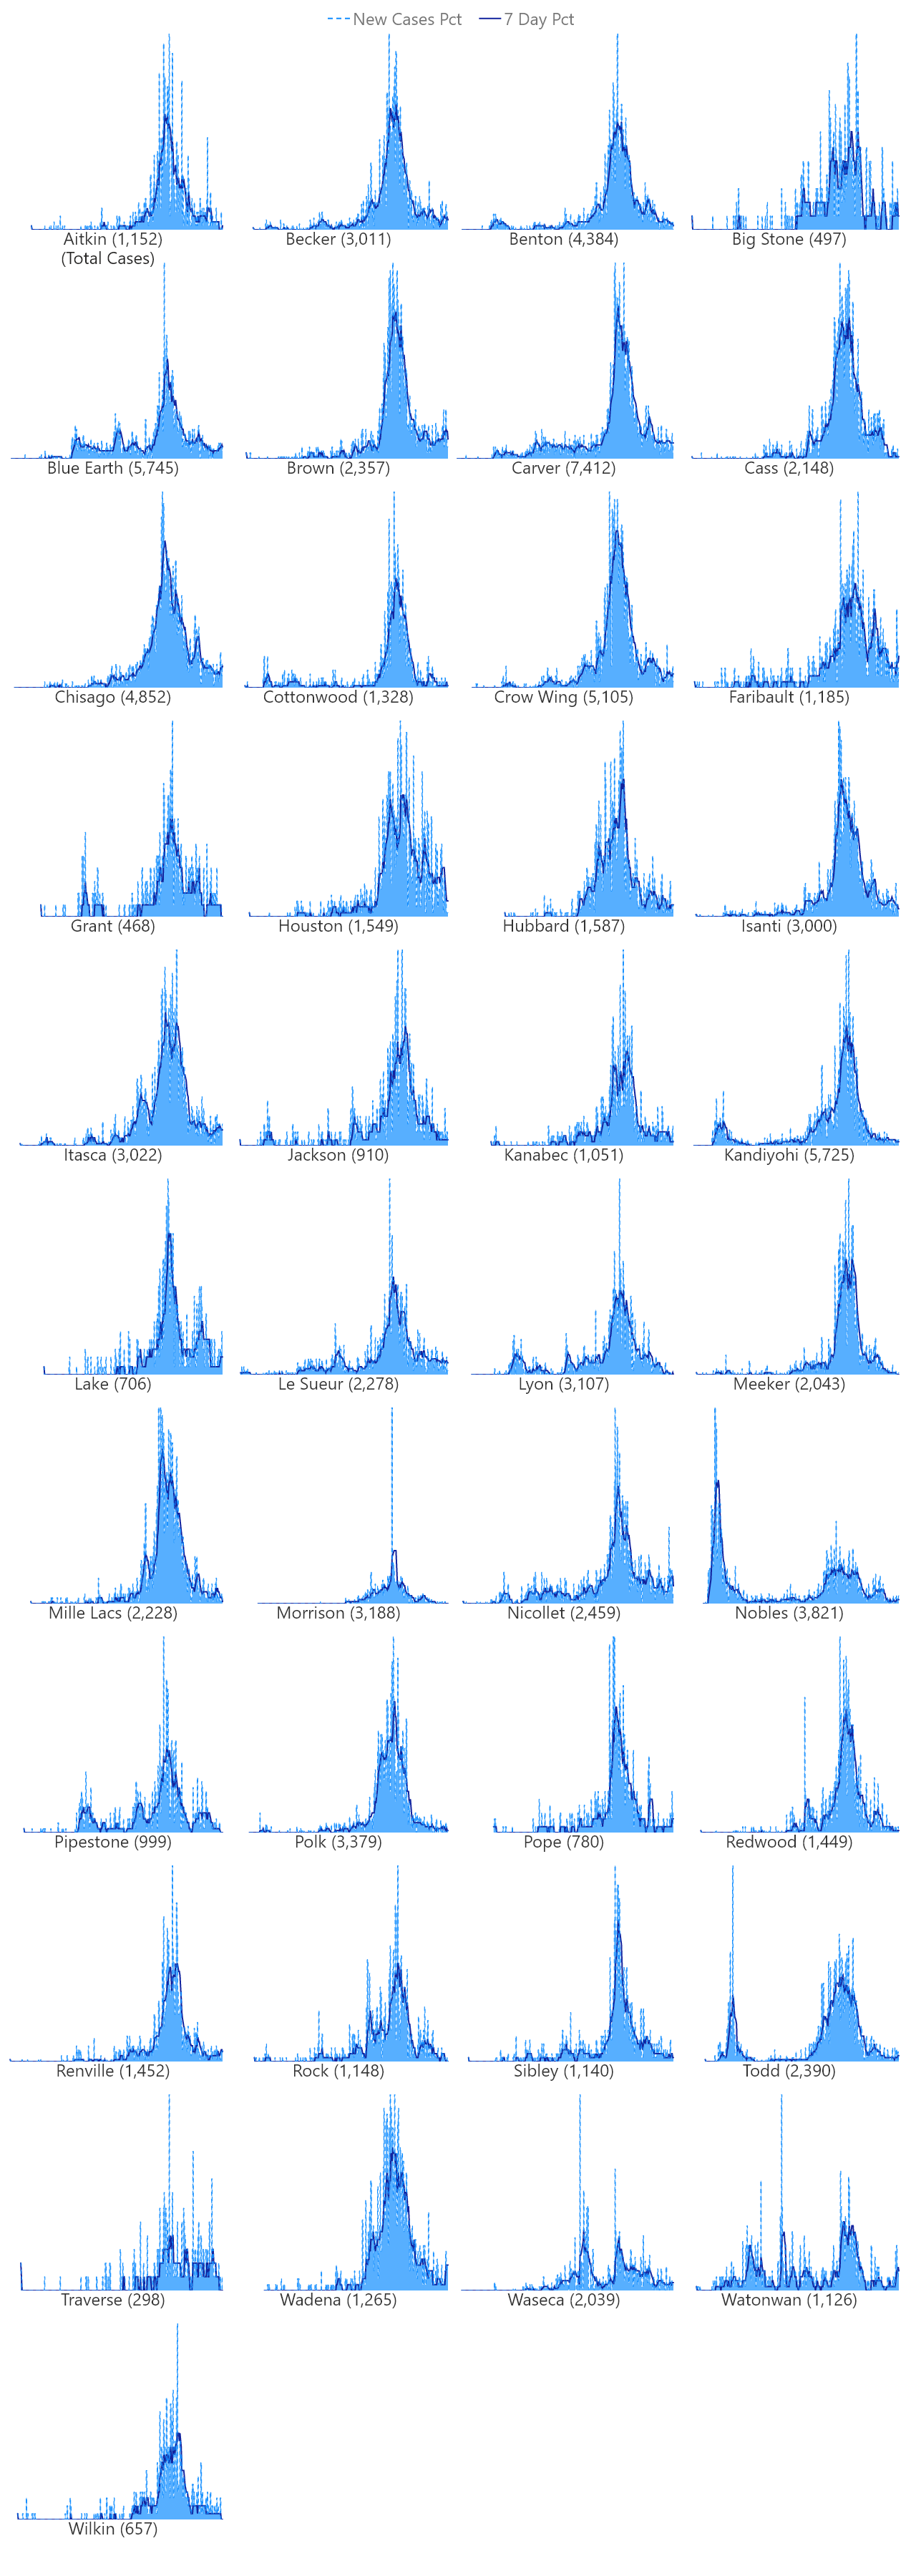 New Cases Pct 7 Day Pct
Aitkin (1,152) Becker (3,011) Benton (4,384) Big Stone (497)
(Total Cases)
Blue Earth (5,745) Brown (2,357) Carver (7,412) Cass (2,148)
Chisago (4,852) Cottonwood (1,328) Crow Wing (5,105) Faribault (1,185)
Grant (468) Houston (1,549) Hubbard (1,587) Isanti (3,000)
Itasca (3,022) Jackson (910) Kanabec (1,051) Kandiyohi (5,725)
Lake (706) Le Sueur (2,278) Lyon (3,107) Meeker (2,043)
Mille Lacs (2,228) Morrison (3,188) Nicollet (2,459) Nobles (3,821)
Pipestone (999) Polk (3,379) Pope (780) Redwood (1,449)
Renville (1,452) Rock (1,148) Sibley (1,140) Todd (2,390)
Traverse (298) Wadena (1,265) Waseca (2,039) Watonwan (1,126)
Wilkin (657)